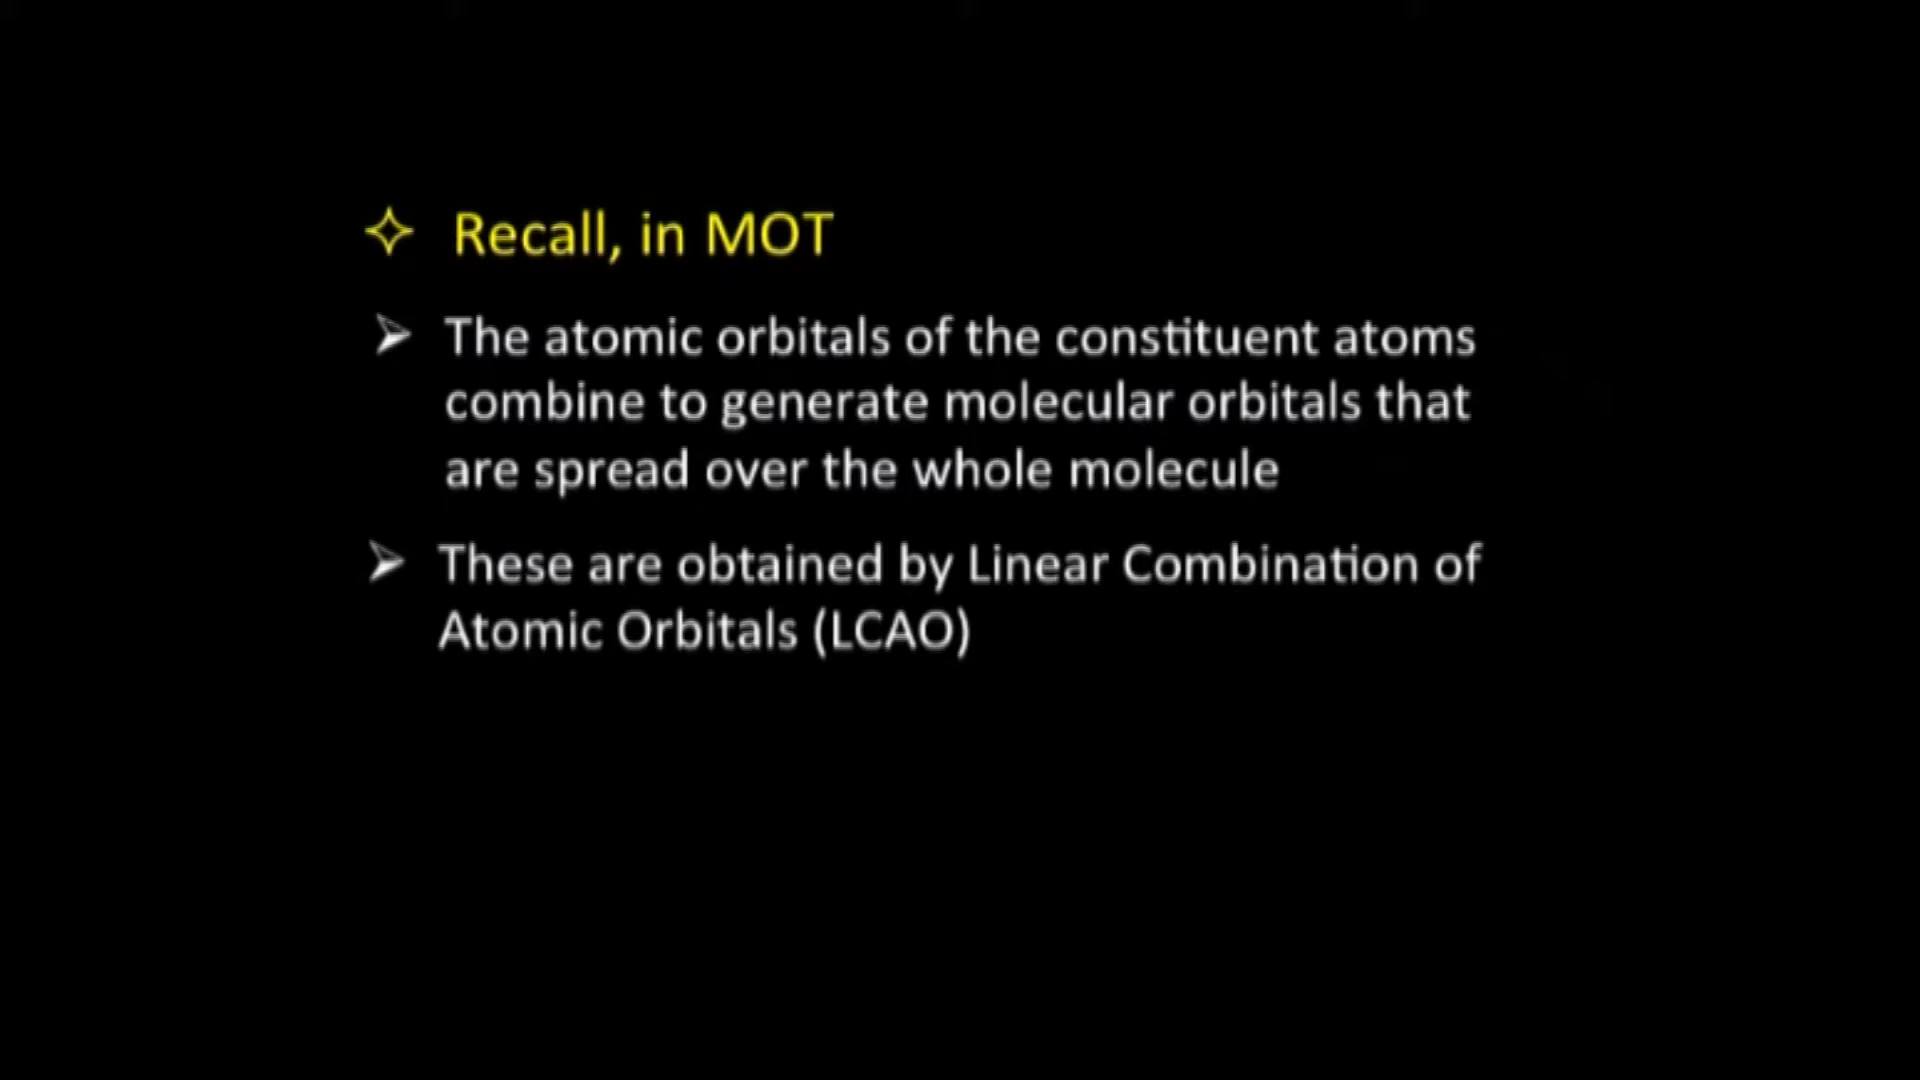 Recall, in MOT
The atomic orbitals of the constituent atoms
combine to generate molecular orbitals that
are spread over the whole molecule
These are obtained by Linear Combination of
Atomic Orbitals (LCAO)